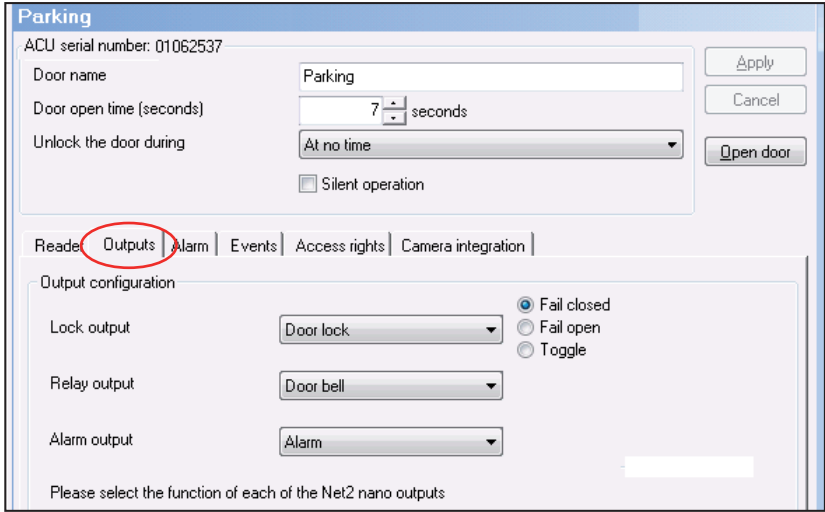 Parking
ACU serial number: 01062537
Door name Parking
Door open time (seconds) 7 seconds
Unlock the door during At no time
Silent operation
Apply
Cancel
Open door
Reade Outputs Alarm Events Access rights Camera integration
Output configuration
Lock output Door lock
Fail closed
Fail open
Toggle
Relay output Door bell
Alarm output Alarm
Please select the function of each of the Net2 nano outputs